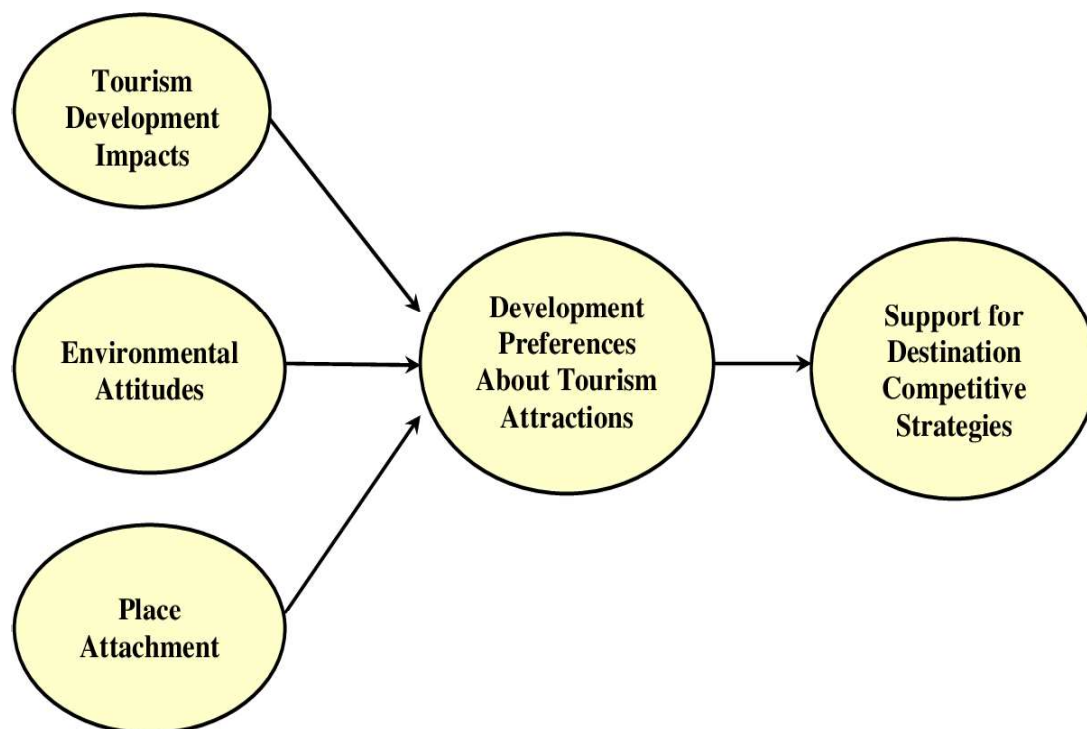 Tourism
Development
Impacts
Environmental
Attitudes
Place
Attachment
Development
Preferences
About Tourism
Attractions
Support for
Destination
Competitive
Strategies